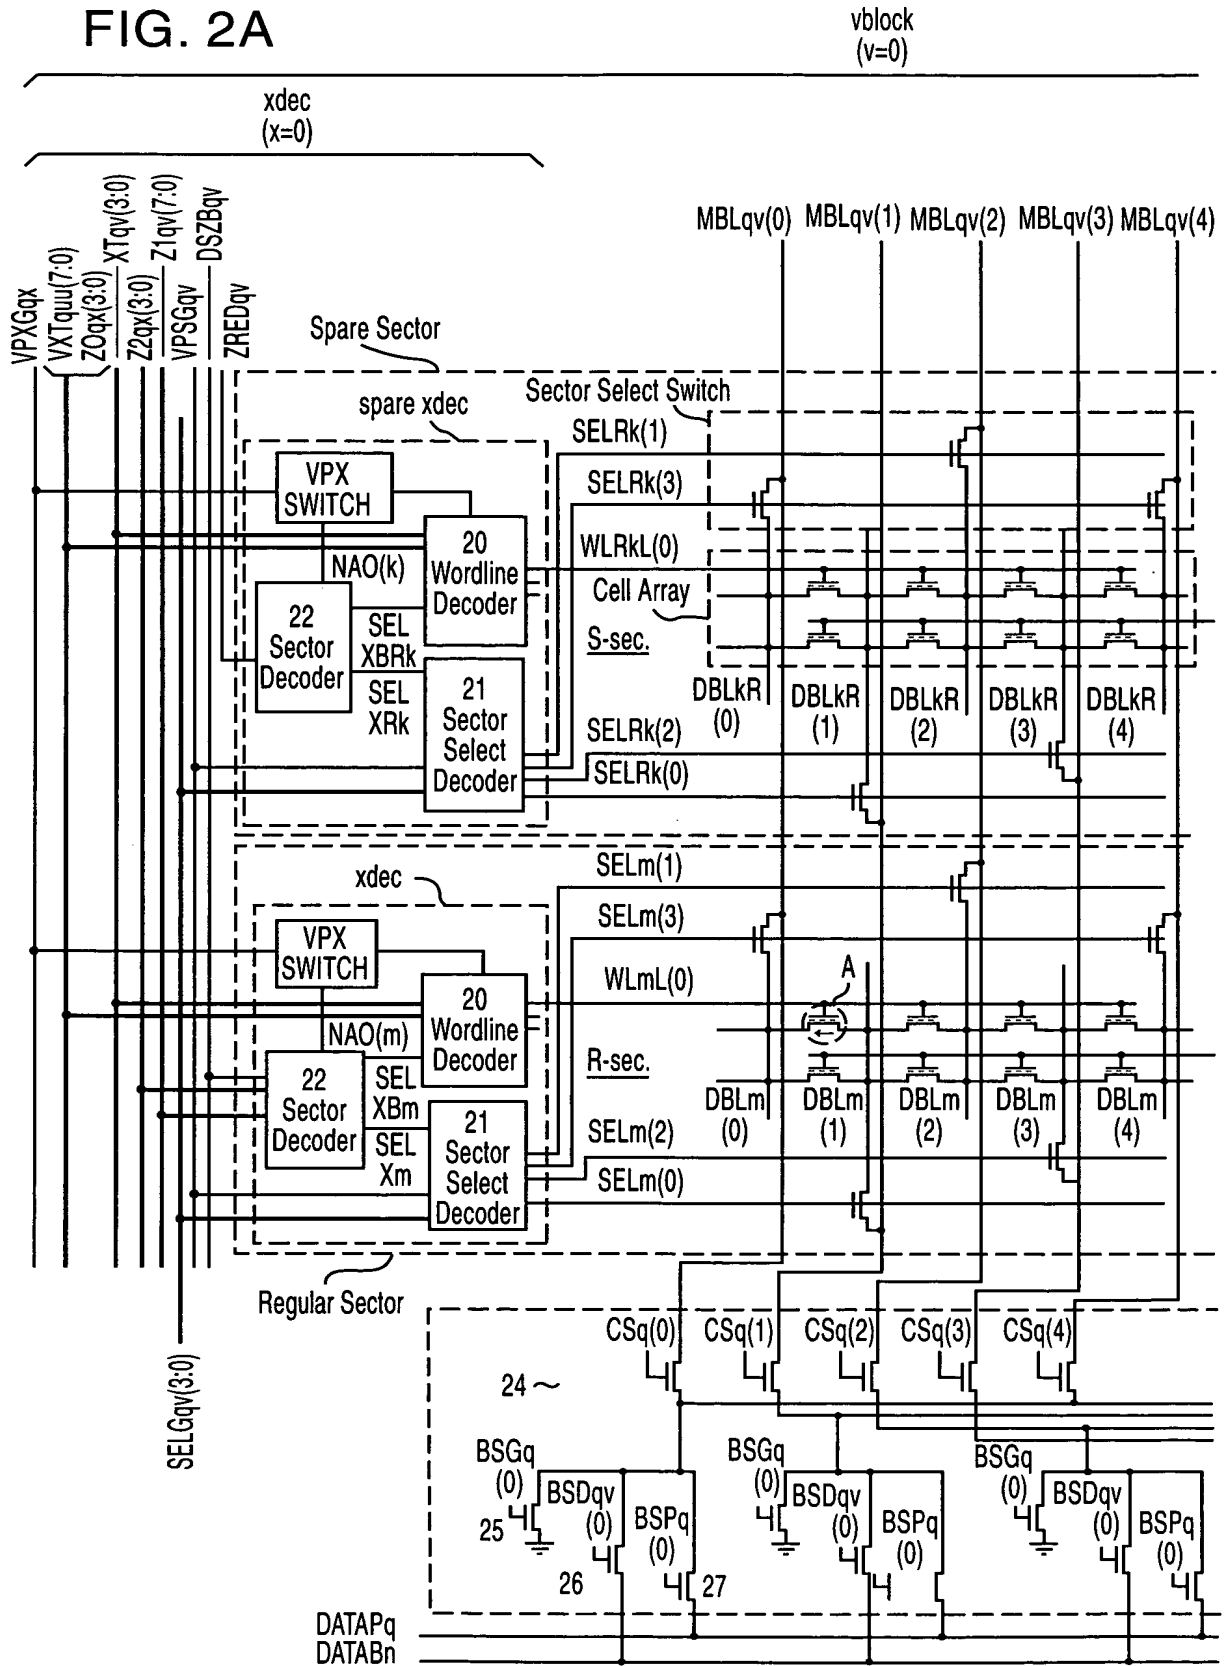 FIG. 2A
vblock
(v=0)
xdec
(x=0)
VPXGqx
VXTquu(7:0)
ZOqx(3:0)
XTqv(3:0)
Z2qx(3:0)
Z1qv(7:0)
VPSGqv
DSZBqv
ZREDqv
MBLqv(0)
MBLqv(1)
MBLqv(2)
MBLqv(3)
MBLqv(4)
Spare Sector
spare xdec
Sector Select Switch
VPX
SWITCH
SELRk(1)
SELRk(3)
20
Wordline
Decoder
NAO(k)
WLRkL(0)
Cell Array
S-sec.
22
Sector
Decoder
SEL
XBRk
SEL
XRk
21
Sector
Select
Decoder
DBLkR
(0)
DBLkR
(1)
DBLkR
(2)
DBLkR
(3)
DBLkR
(4)
SELRk(2)
SELRk(0)
xdec
SELm(1)
SELm(3)
VPX
SWITCH
WLmL(0)
A
20
Wordline
Decoder
NAO(m)
R-sec.
22
Sector
Decoder
SEL
XBm
SEL
Xm
21
Sector
Select
Decoder
DBLm
(0)
DBLm
(1)
DBLm
(2)
DBLm
(3)
DBLm
(4)
SELm(2)
SELm(0)
Regular Sector
SELGqv(3:0)
CSq(0)
CSq(1)
CSq(2)
CSq(3)
CSq(4)
24
BSGq
(0)
BSDqv
(0)
BSPq
(0)
25
26
27
BSGq
(0)
BSDqv
(0)
BSPq
(0)
BSGq
(0)
BSDqv
(0)
BSPq
(0)
DATAPq
DATABn